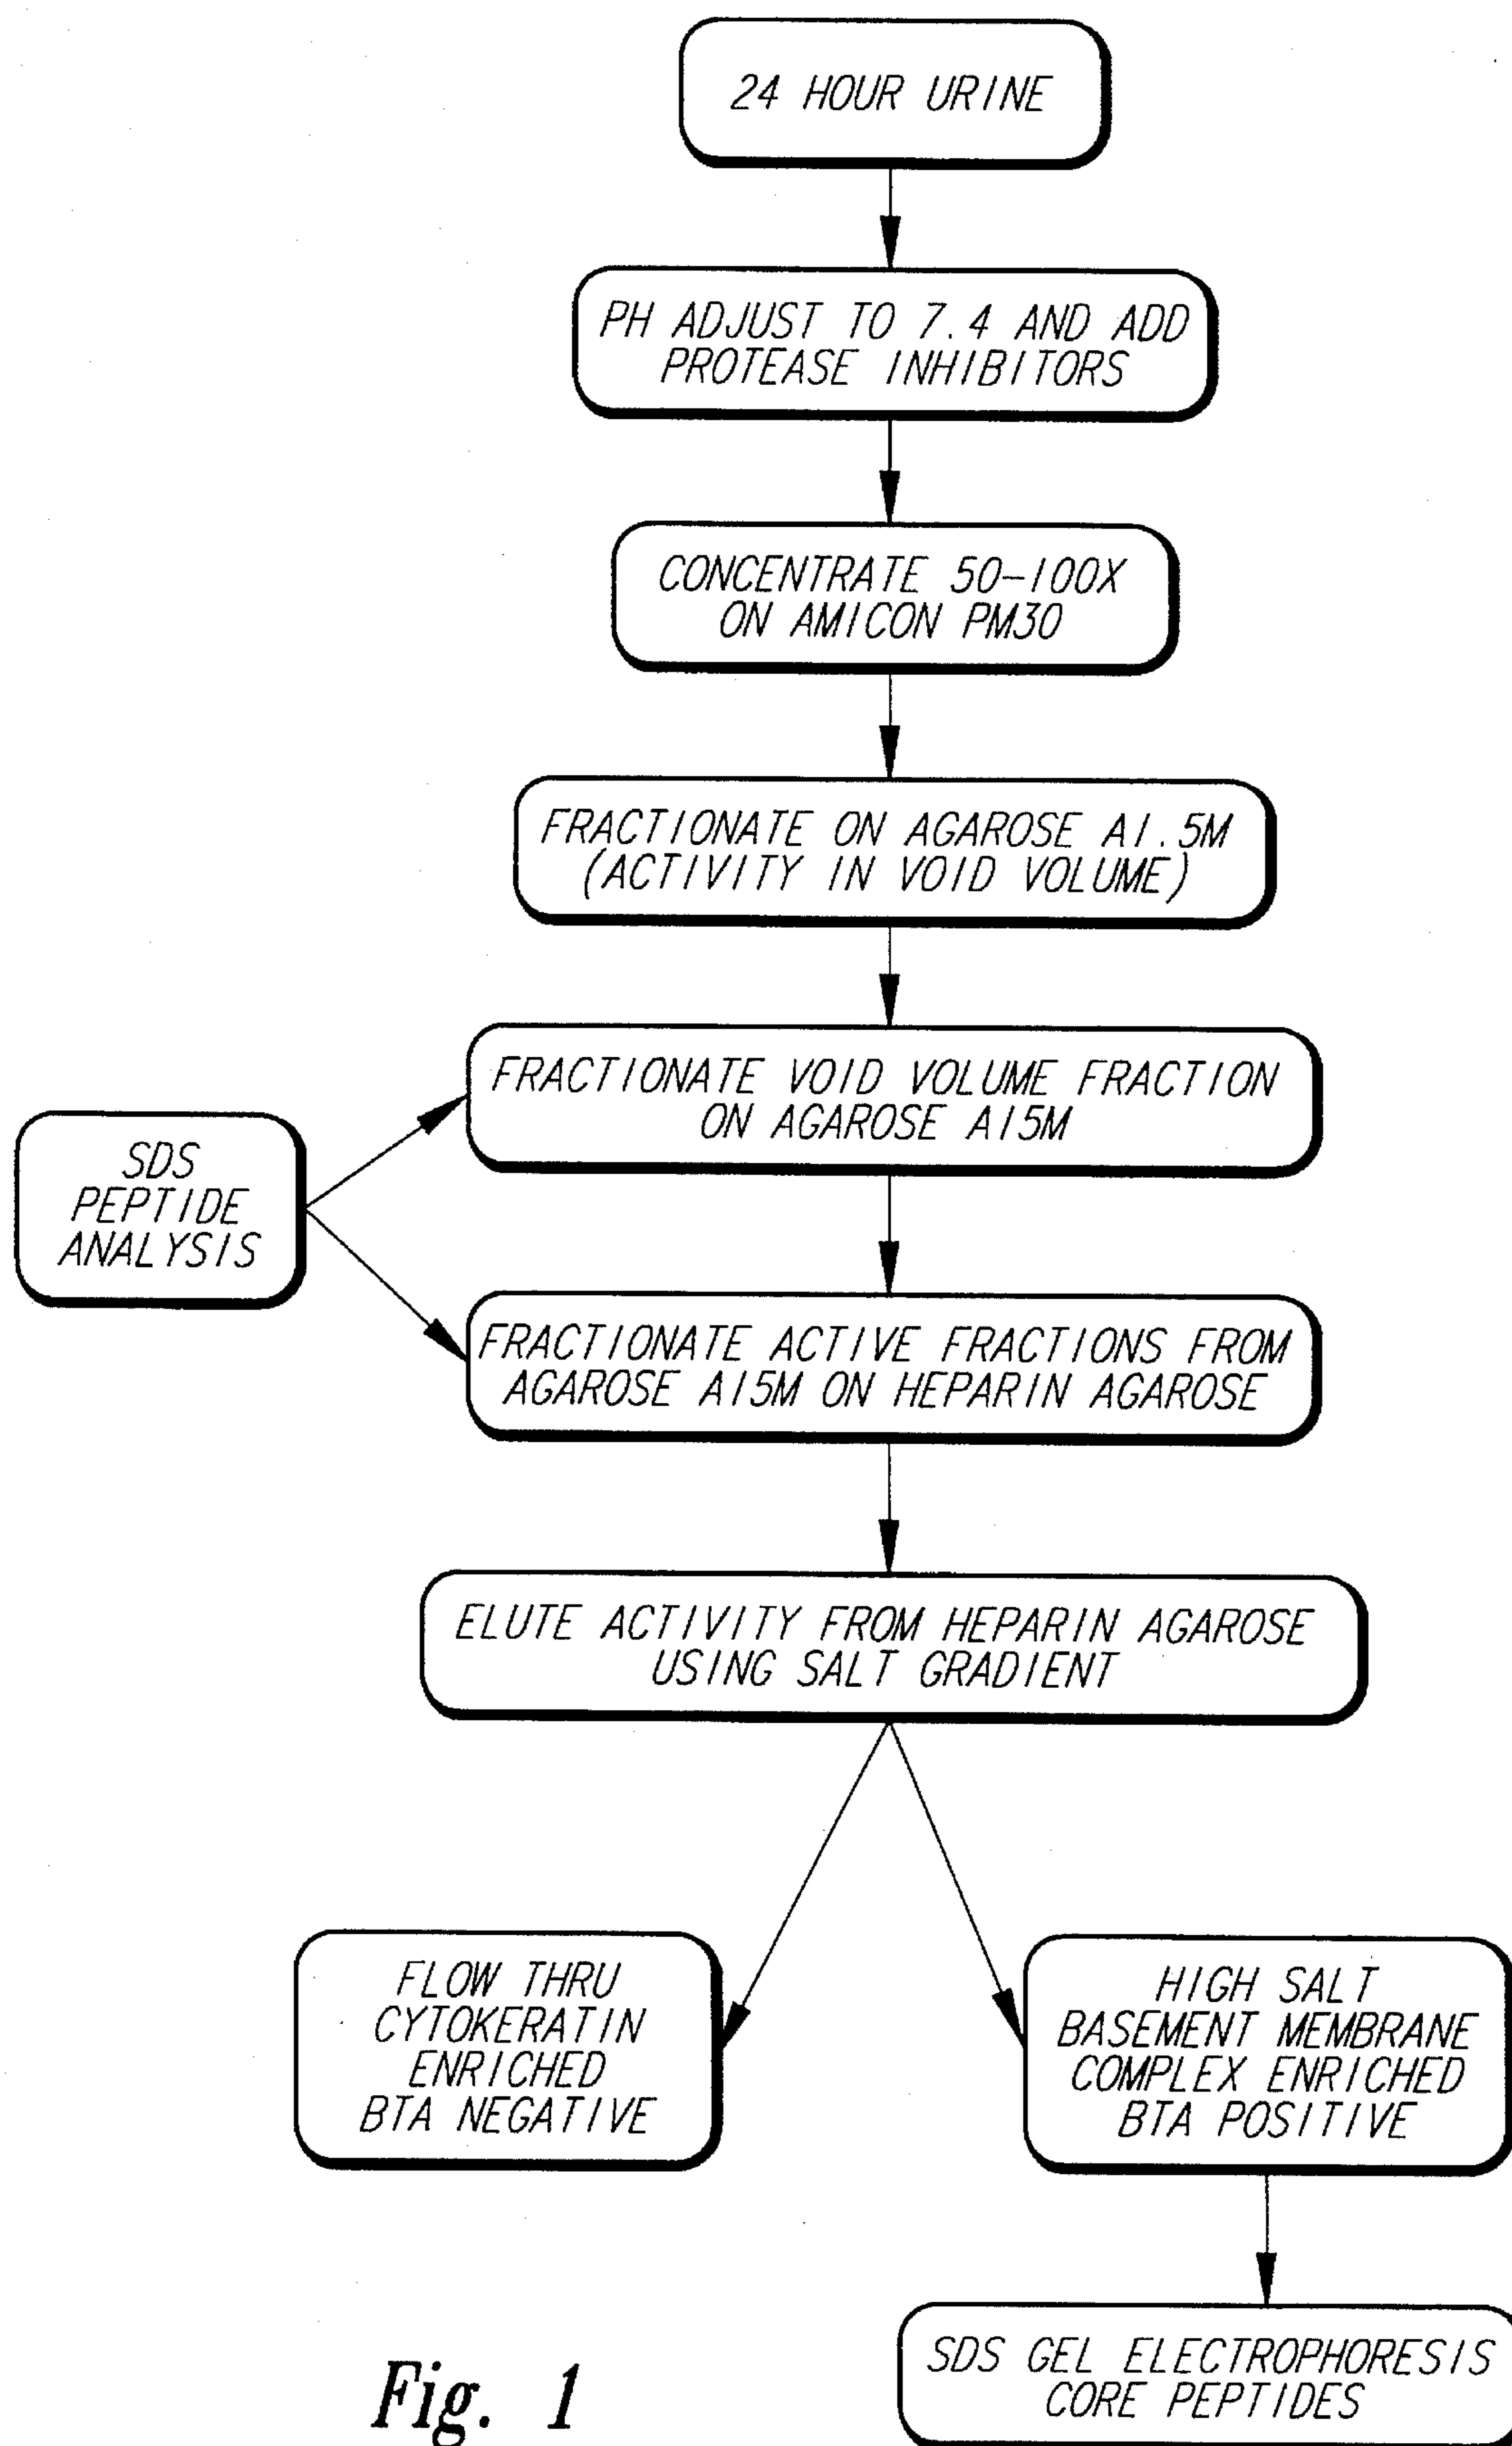 24 HOUR URINE
PH ADJUST TO 7.4 AND ADD
PROTEASE INHIBITORS
CONCENTRATE 50-100X
ON AMICON PM30
FRACTIONATE ON AGAROSE A1.5M
(ACTIVITY IN VOID VOLUME)
FRACTIONATE VOID VOLUME FRACTION
ON AGAROSE A15M
SDS
PEPTIDE
ANALYSIS
FRACTIONATE ACTIVE FRACTIONS FROM
AGAROSE A15M ON HEPARIN AGAROSE
ELUTE ACTIVITY FROM HEPARIN AGAROSE
USING SALT GRADIENT
FLOW THRU
CYTOKERATIN
ENRICHED
BTA NEGATIVE
HIGH SALT
BASEMENT MEMBRANE
COMPLEX ENRICHED
BTA POSITIVE
SDS GEL ELECTROPHORESIS
CORE PEPTIDES
Fig. 1